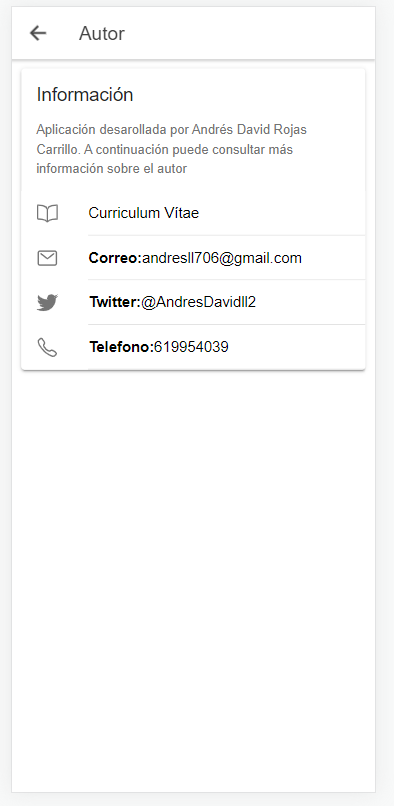 Autor
Información
Aplicación desarollada por Andrés David Rojas
Carrillo. A continuación puede consultar más
información sobre el autor
Curriculum Vítae
Correo:andresll706@gmail.com
Twitter:@AndresDavidll2
Telefono:619954039